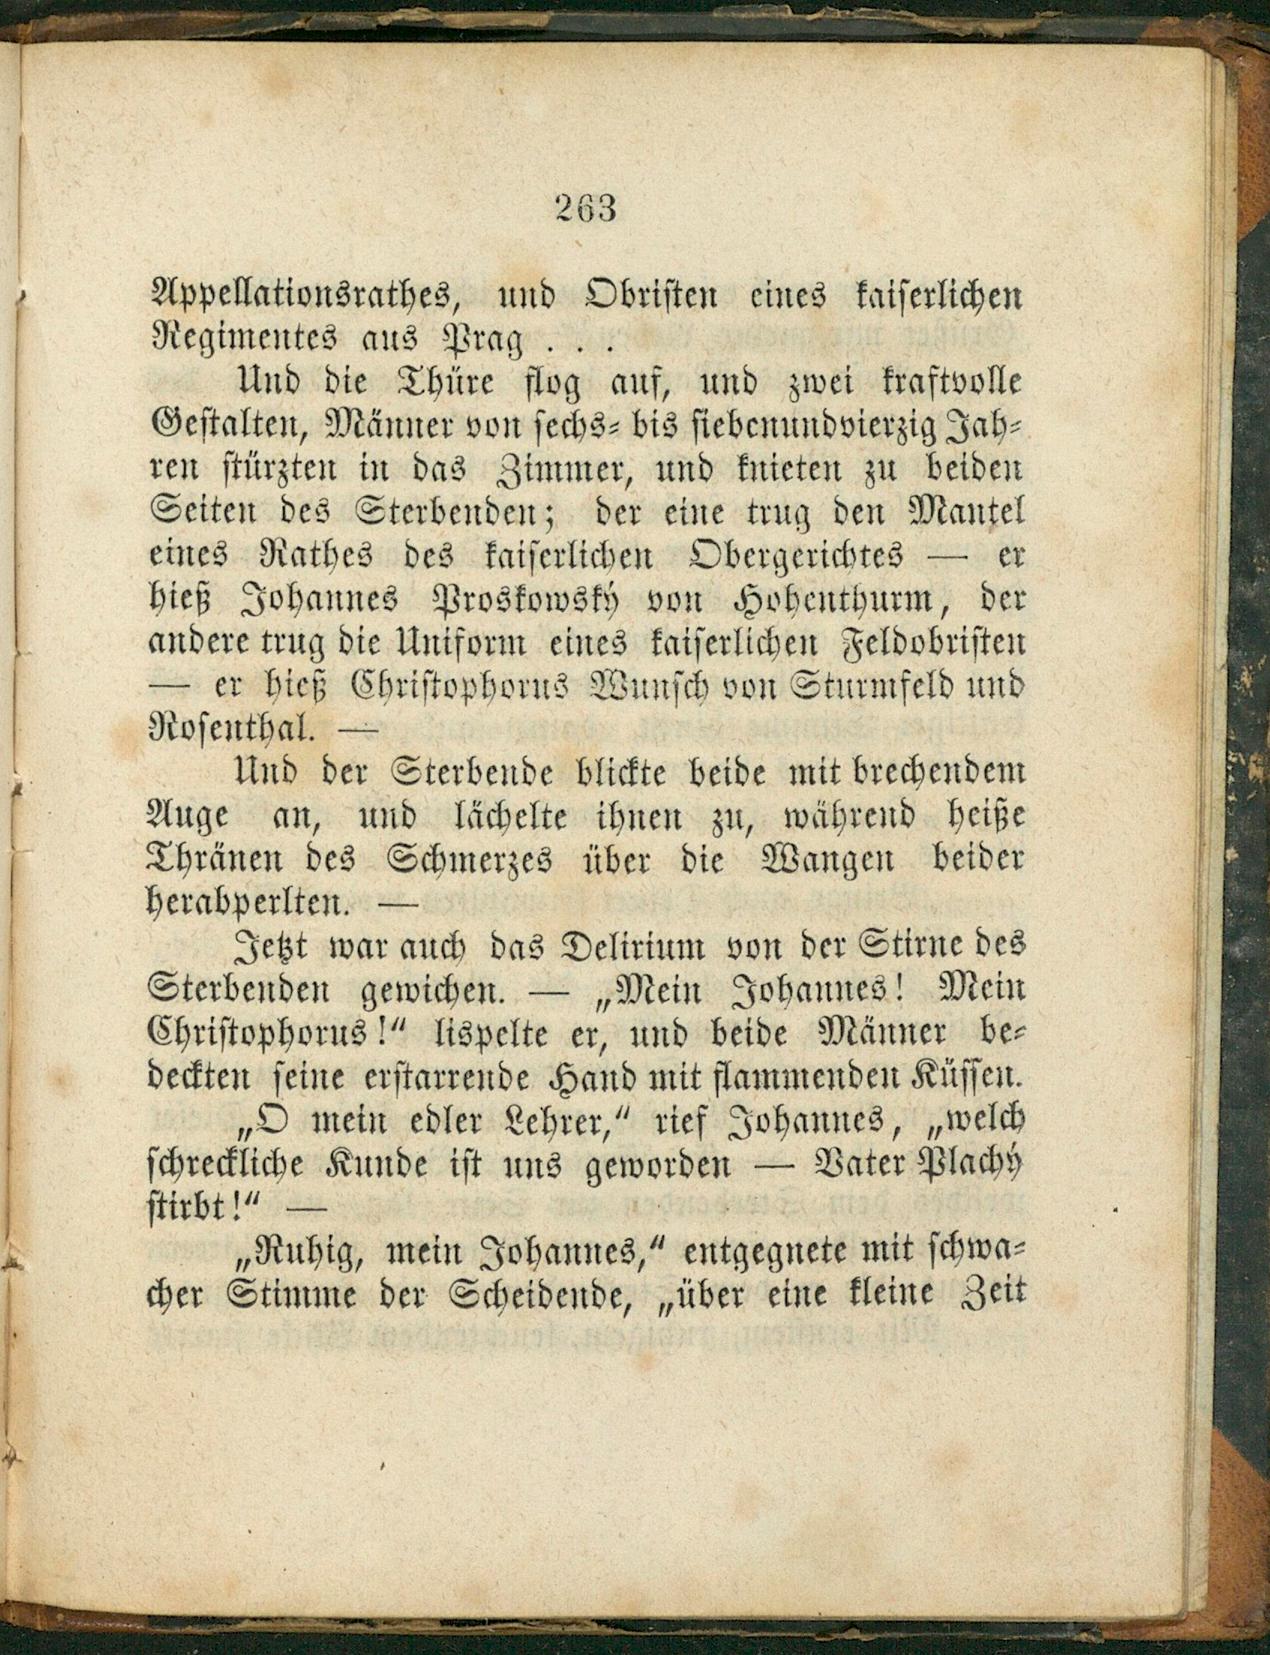 263
Appellationsrathes, und Obristen eines kaiserlichen
Regimentes aus Prag . . .
Und die Thüre flog auf, und zwei kraftvolle
Gestalten, Männer von sechs- bis siebenundvierzig Jah-
ren stürzten in das Zimmer, und knieten zu beiden
Seiten des Sterbenden; der eine trug den Mantel
eines Rathes des kaiserlichen Obergerichtes — er
hieß Johannes Proskowský von Hohenthurm, der
andere trug die Uniform eines kaiserlichen Feldobristen
— er hieß Christophorus Wunsch von Sturmfeld und
Rosenthal. —
Und der Sterbende blickte beide mit brechendem
Auge an, und lächelte ihnen zu, während heiße
Thränen des Schmerzes über die Wangen beider
herabperlten. —
Jetzt war auch das Delirium von der Stirne des
Sterbenden gewichen. — „Mein Johannes! Mein
Christophorus!“ lispelte er, und beide Männer be-
deckten seine erstarrende Hand mit flammenden Küssen.
„O mein edler Lehrer,“ rief Johannes, „welch
schreckliche Kunde ist uns geworden — Vater Plachý
stirbt!“ —
„Ruhig, mein Johannes,“ entgegnete mit schwa-
cher Stimme der Scheidende, „über eine kleine Zeit